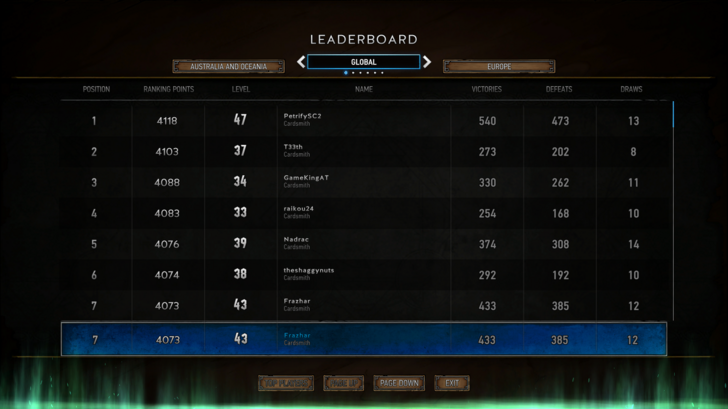 LEADERBOARD
AUSTRALIA AND OCEANIA GLOBAL EUROPE
POSITION RANKING POINTS LEVEL NAME VICTORIES DEFEATS DRAWS
1 4118 47 PetrifySC2 540 473 13
Cardsmith
2 4103 37 T33th 273 202 8
Cardsmith
3 4088 34 GameKingAT 330 262 11
Cardsmith
4 4083 33 raikou24 254 168 10
Cardsmith
5 4076 39 Nadrac 374 308 14
Cardsmith
6 4074 38 theshaggynuts 292 192 10
Cardsmith
7 4073 43 Frazhar 433 385 12
Cardsmith
7 4073 43 Frazhar 433 385 12
Cardsmith
TOP PLAYERS PAGE UP PAGE DOWN EXIT